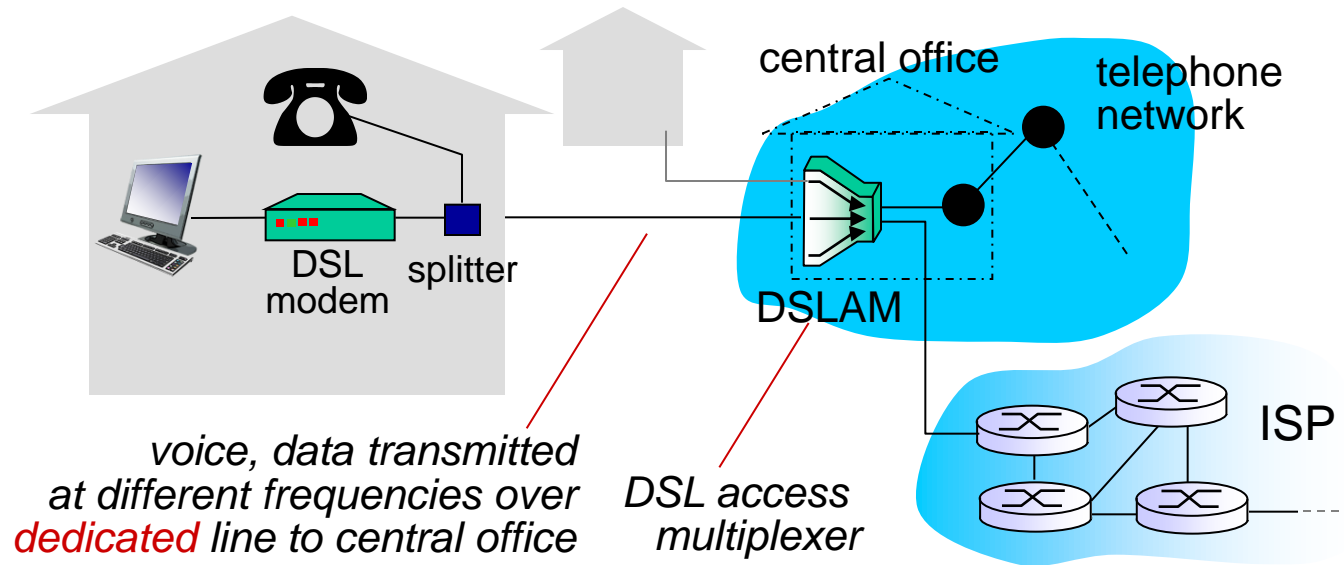 central office
telephone
network
DSL
modem
splitter
DSLAM
ISP
voice, data transmitted
at different frequencies over
dedicated line to central office
DSL access
multiplexer